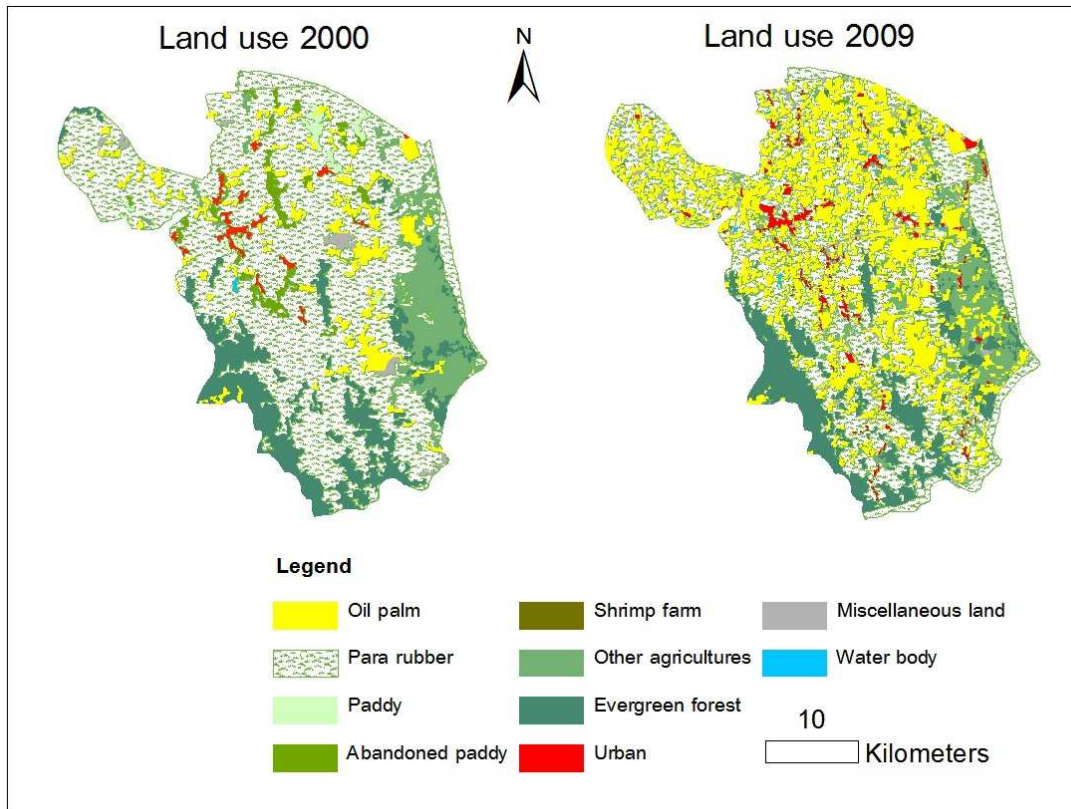 Land use 2000
N
Land use 2009
Legend
Oil palm
Para rubber
Paddy
Abandoned paddy
Shrimp farm
Other agricultures
Evergreen forest
Urban
Miscellaneous land
Water body
10
Kilometers